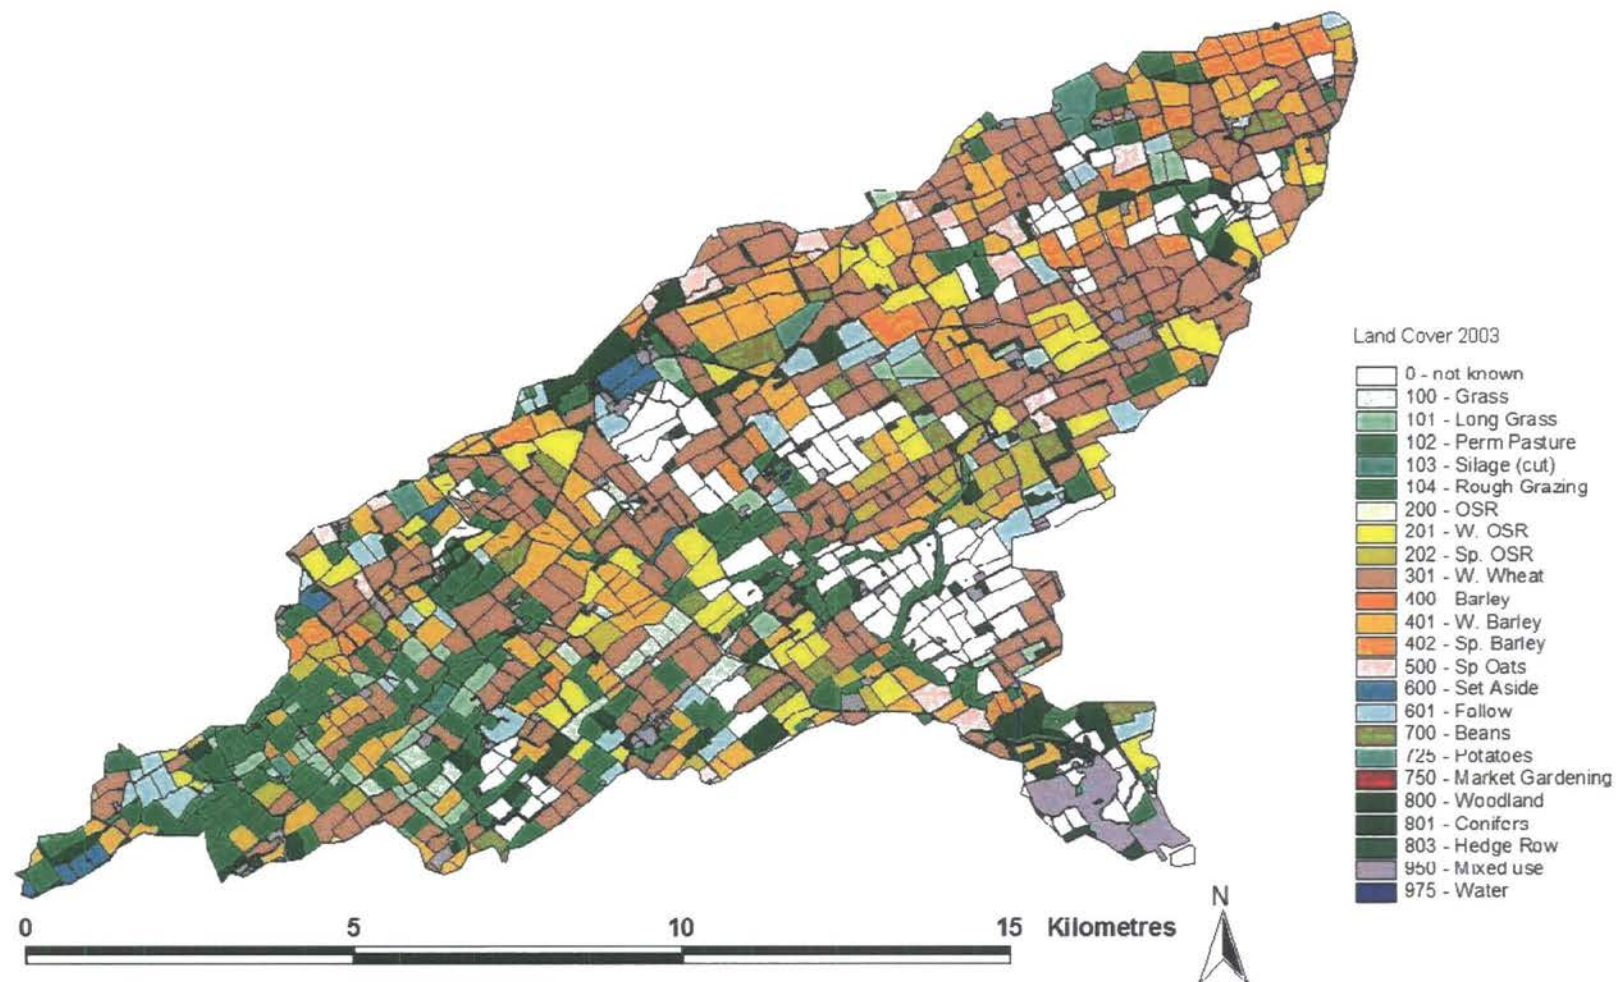 Land Cover 2003
0 - not known
100 - Grass
101 - Long Grass
102 - Perm Pasture
103 - Silage (cut)
104 - Rough Grazing
200 - OSR
201 - W. OSR
202 - Sp. OSR
301 - W. Wheat
400 - Barley
401 - W. Barley
402 - Sp. Barley
500 - Sp Oats
600 - Set Aside
601 - Fallow
700 - Beans
725 - Potatoes
750 - Market Gardening
800 - Woodland
801 - Conifers
803 - Hedge Row
950 - Mixed use
975 - Water
N
0 5 10 15 Kilometres